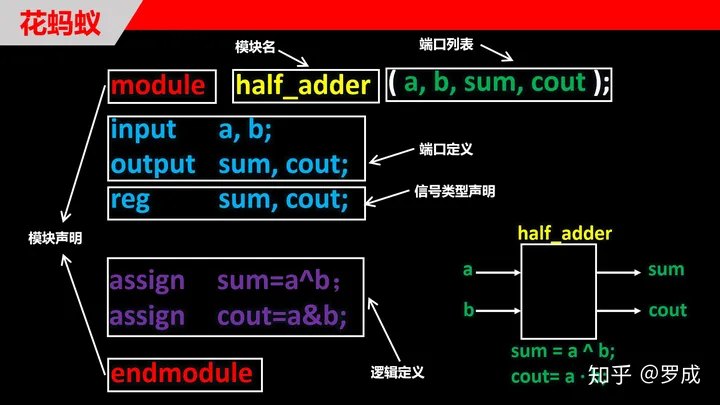 花蚂蚁
模块名
端口列表
module half_adder ( a, b, sum, cout );
input a, b;
output sum, cout;
端口定义
reg sum, cout;
信号类型声明
模块声明
half_adder
a
sum
b
cout
assign sum=a^b；
assign cout=a&b;
逻辑定义
endmodule
sum = a ^ b;
cout= a ·
知乎 @罗成